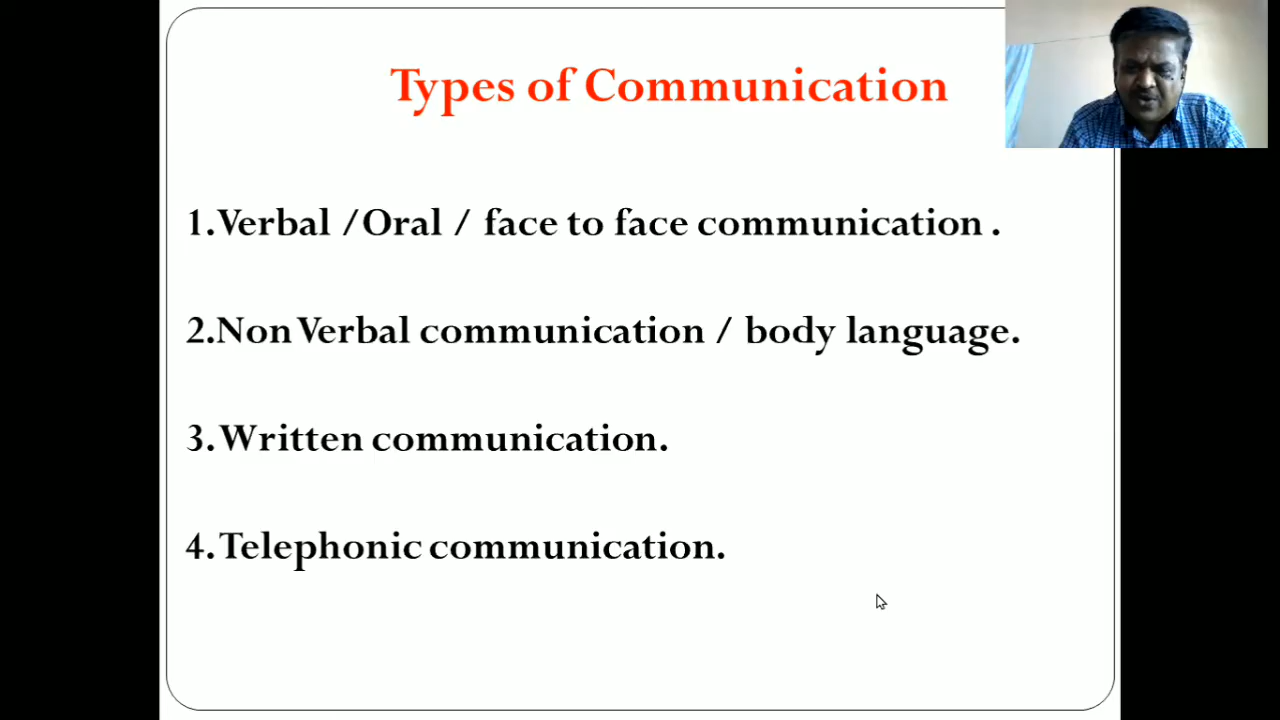 Types of Communication
1.Verbal /Oral / face to face communication .
2.Non Verbal communication / body language.
3.Written communication.
4.Telephonic communication.